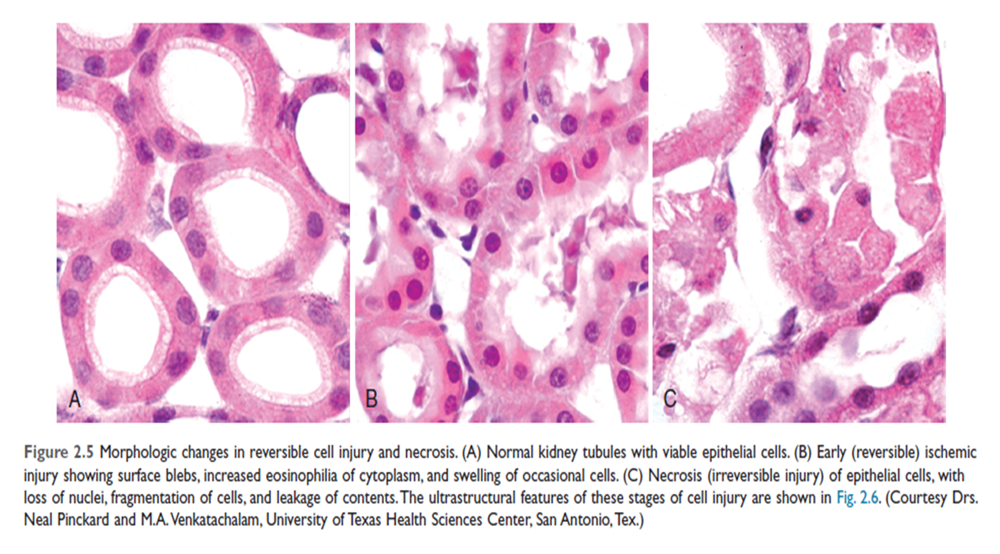 A
B
C
Figure 2.5 Morphologic changes in reversible cell injury and necrosis. (A) Normal kidney tubules with viable epithelial cells. (B) Early (reversible) ischemic
injury showing surface blebs, increased eosinophilia of cytoplasm, and swelling of occasional cells. (C) Necrosis (irreversible injury) of epithelial cells, with
loss of nuclei, fragmentation of cells, and leakage of contents. The ultrastructural features of these stages of cell injury are shown in Fig. 2.6. (Courtesy Drs.
Neal Pinckard and M.A. Venkatachalam, University of Texas Health Sciences Center, San Antonio, Tex.)